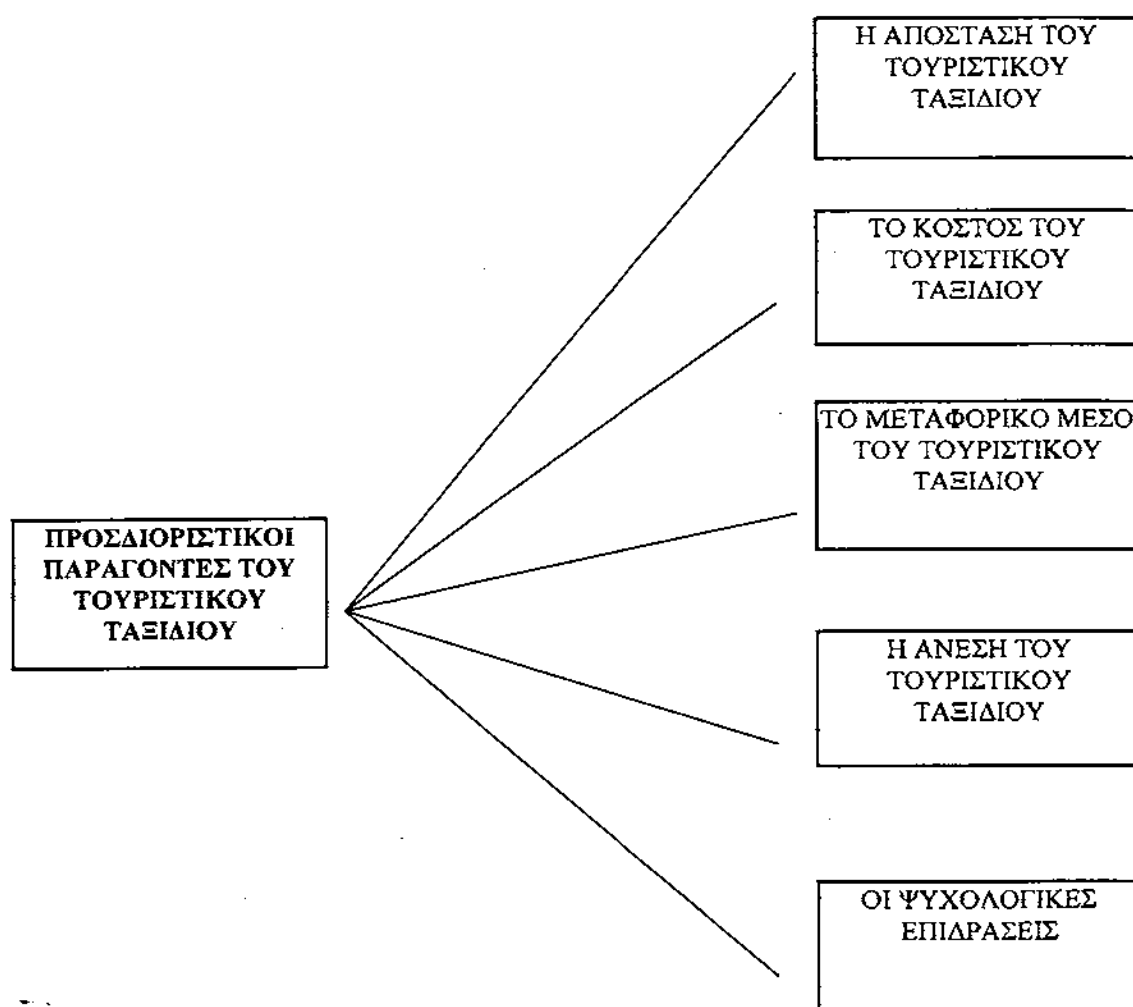 Η ΑΠΟΣΤΑΣΗ ΤΟΥ
ΤΟΥΡΙΣΤΙΚΟΥ
ΤΑΞΙΔΙΟΥ
ΤΟ ΚΟΣΤΟΣ ΤΟΥ
ΤΟΥΡΙΣΤΙΚΟΥ
ΤΑΞΙΔΙΟΥ
ΤΟ ΜΕΤΑΦΟΡΙΚΟ ΜΕΣΟ
ΤΟΥ ΤΟΥΡΙΣΤΙΚΟΥ
ΤΑΞΙΔΙΟΥ
ΠΡΟΣΔΙΟΡΙΣΤΙΚΟΙ
ΠΑΡΑΓΟΝΤΕΣ ΤΟΥ
ΤΟΥΡΙΣΤΙΚΟΥ
ΤΑΞΙΔΙΟΥ
Η ΑΝΕΣΗ ΤΟΥ
ΤΟΥΡΙΣΤΙΚΟΥ
ΤΑΞΙΔΙΟΥ
ΟΙ ΨΥΧΟΛΟΓΙΚΕΣ
ΕΠΙΔΡΑΣΕΙΣ